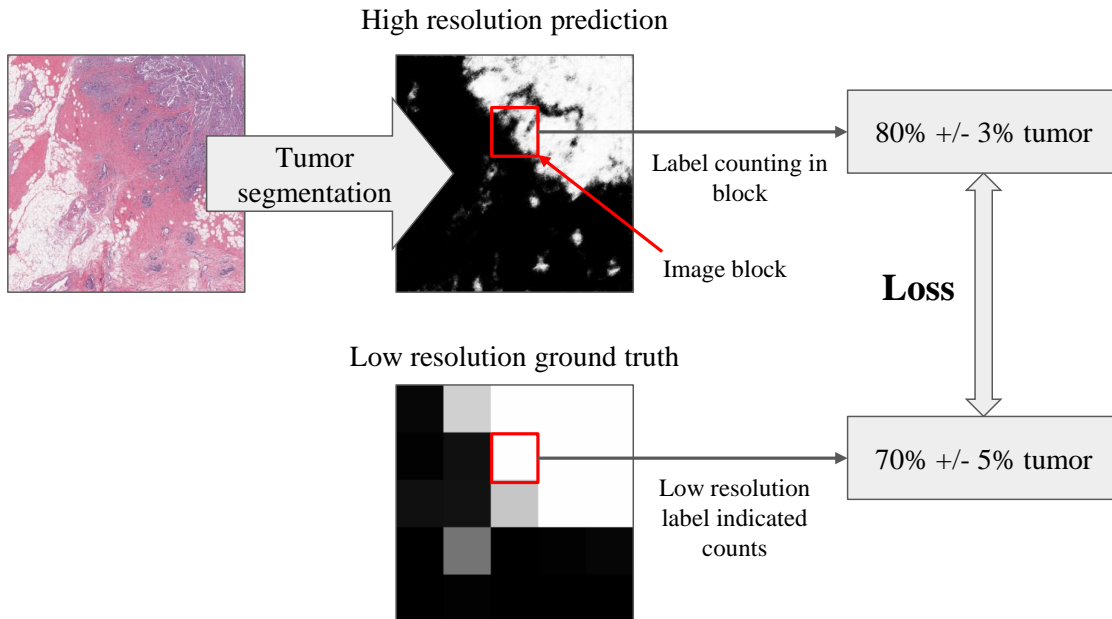 High resolution prediction
Tumor
segmentation
80% +/- 3% tumor
Label counting in
block
Image block
Loss
Low resolution ground truth
70% +/- 5% tumor
Low resolution
label indicated
counts